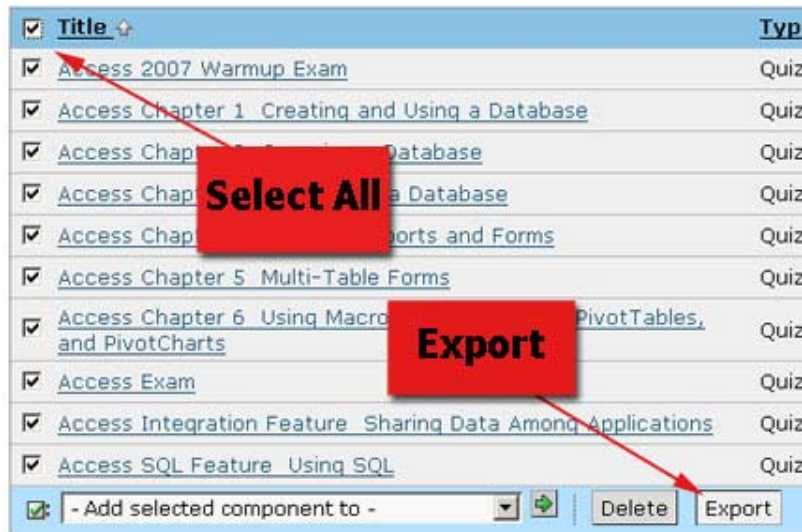 Title Typ
Access 2007 Warmup Exam Quiz
Access Chapter 1 Creating and Using a Database Quiz
Access Chap Database Quiz
Select All
Access Chap a Database Quiz
Access Chap orts and Forms Quiz
Access Chapter 5 Multi-Table Forms Quiz
Access Chapter 6 Using Macro PivotTables, Quiz
and PivotCharts
Export
Access Exam Quiz
Access Integration Feature Sharing Data Among Applications Quiz
Access SQL Feature Using SQL Quiz
- Add selected component to - Delete Export